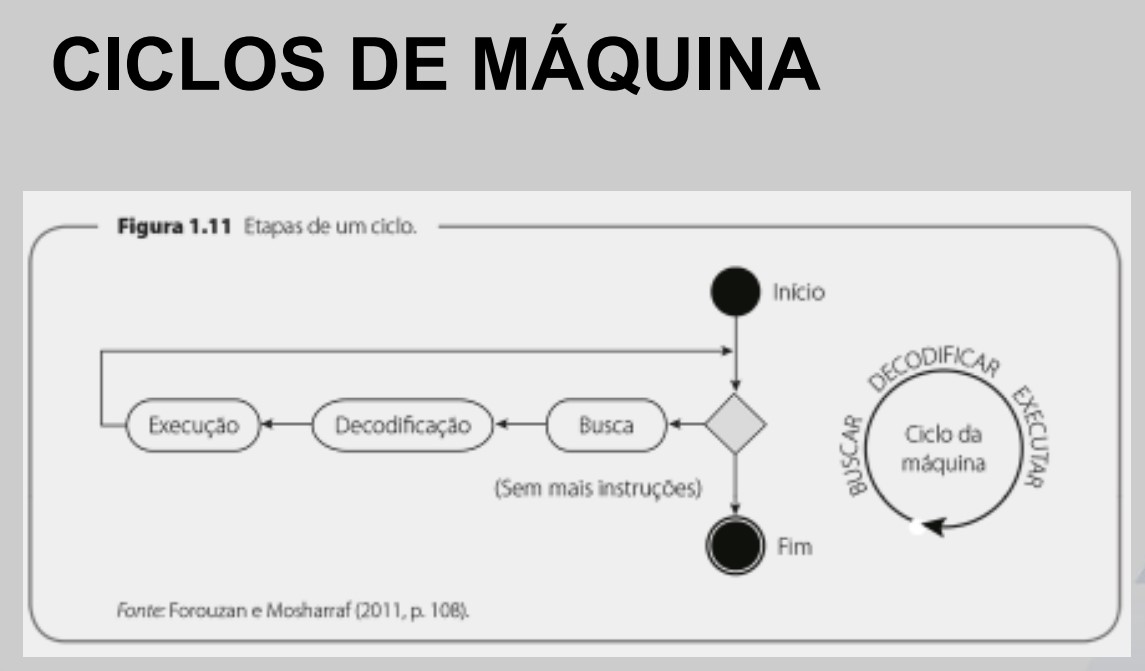 CICLOS DE MÁQUINA
Figura 1.11 Etapas de um ciclo.
Início
Execução
Decodificação
Busca
(Sem mais instruções)
Fim
BUSCAR
DECODIFICAR
EXECUTAR
Ciclo da
máquina
Fonte: Forouzan e Mosharraf (2011, p. 108).